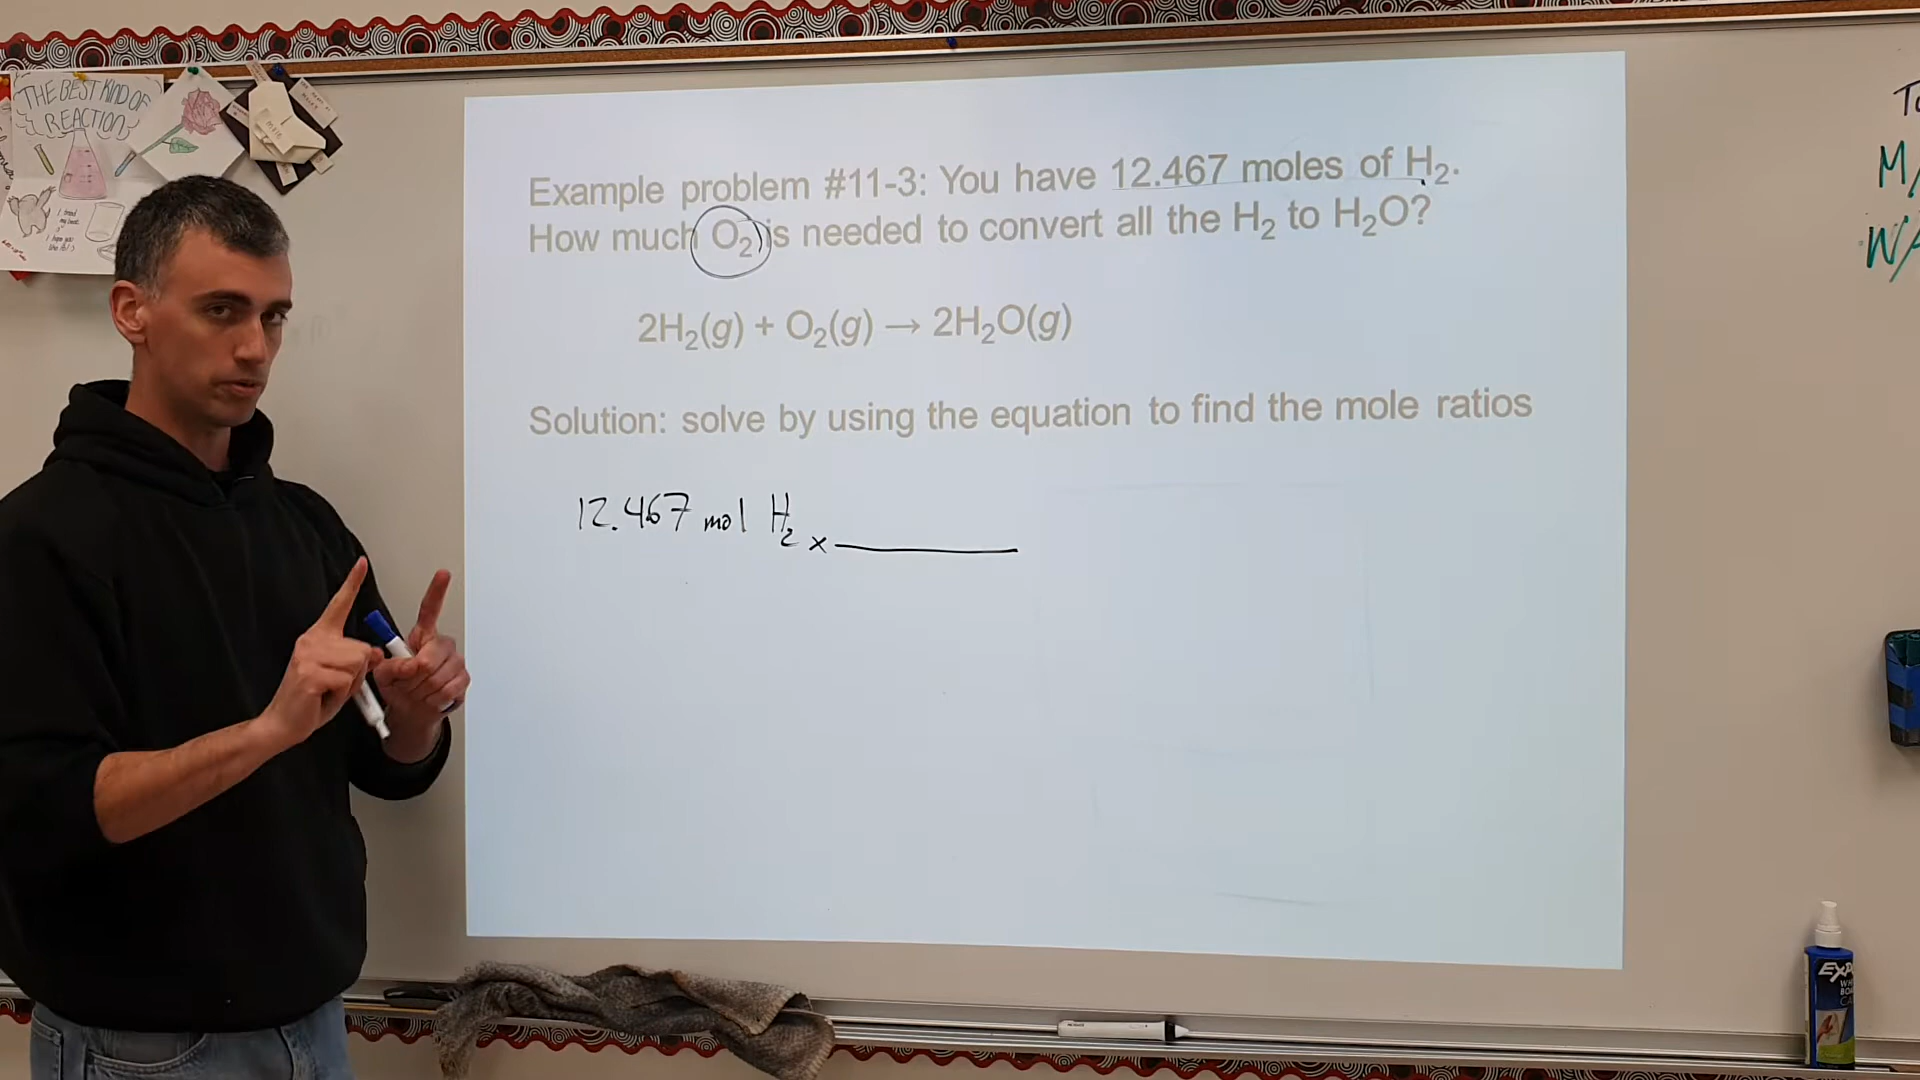 THE BEST KIND OF
REACTION
Example problem #11-3: You have 12.467 moles of H₂.
How much O₂ is needed to convert all the H₂ to H₂O?
2H₂(g) + O₂(g) → 2H₂O(g)
Solution: solve by using the equation to find the mole ratios
12.467 mol H₂ x
To
M/
W/
EXP